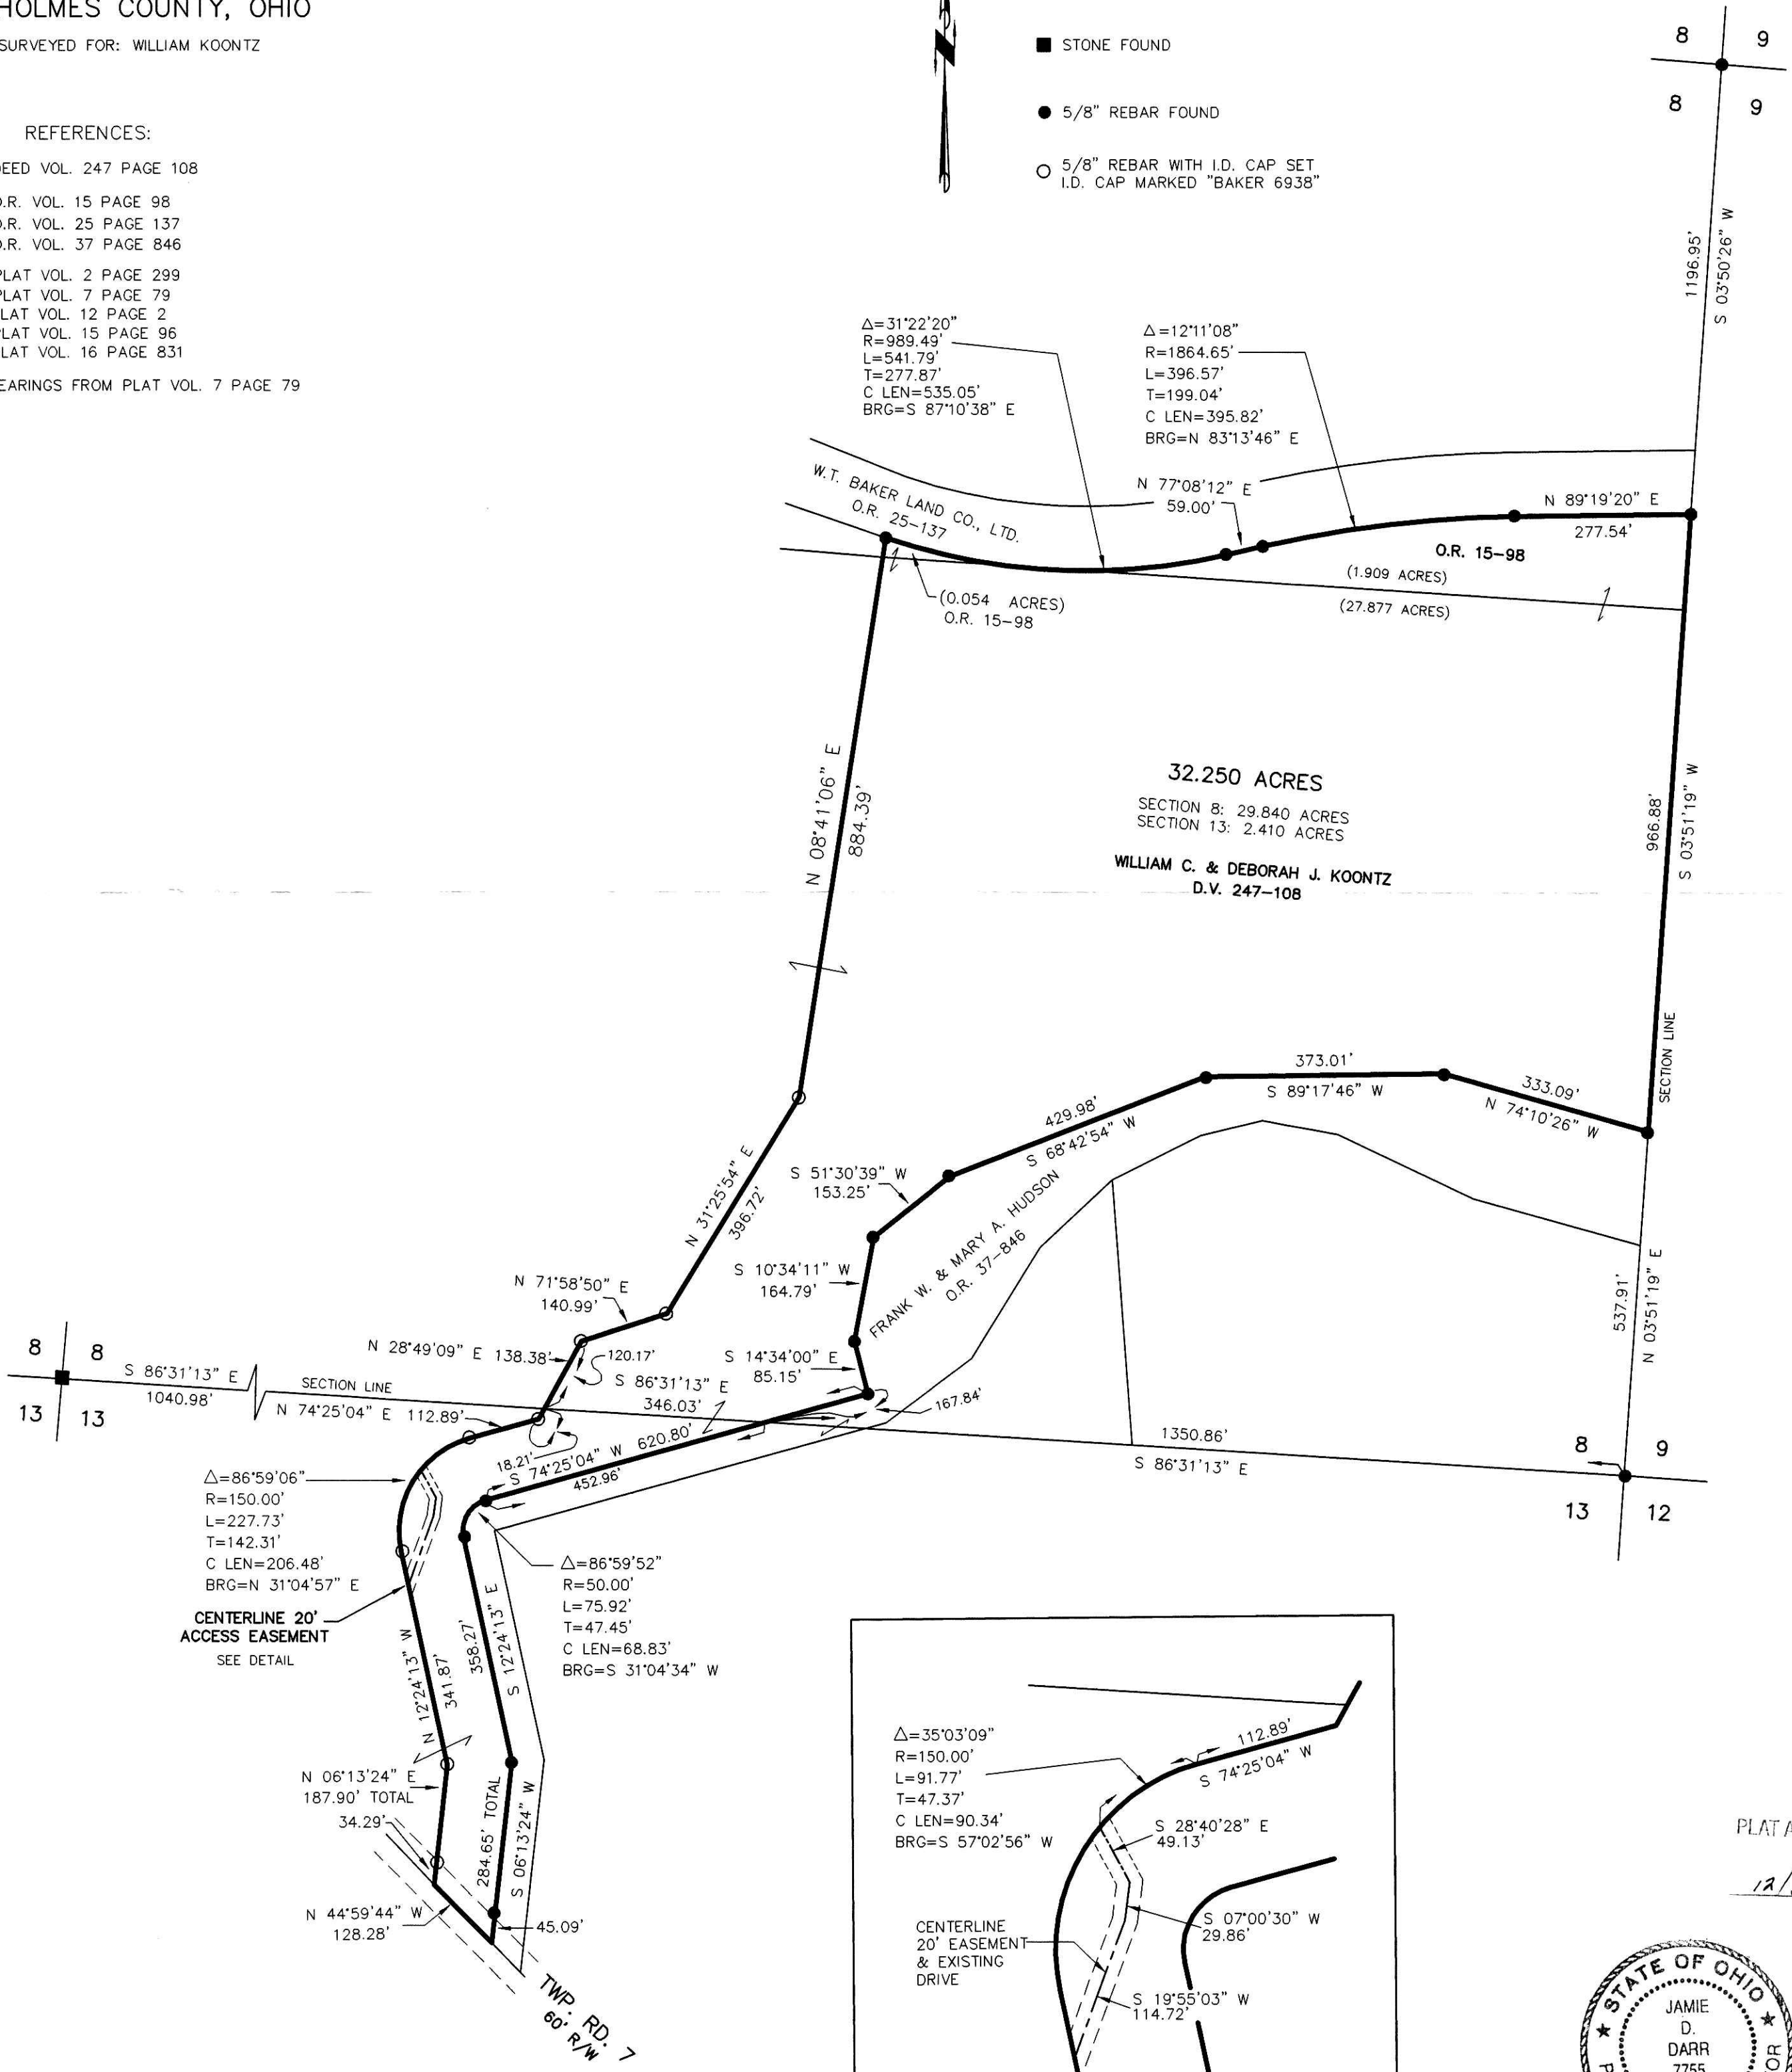 HOLMES COUNTY, OHIO
SURVEYED FOR: WILLIAM KOONTZ
REFERENCES:
DEED VOL. 247 PAGE 108
O.R. VOL. 15 PAGE 98
O.R. VOL. 25 PAGE 137
O.R. VOL. 37 PAGE 846
PLAT VOL. 2 PAGE 299
PLAT VOL. 7 PAGE 79
PLAT VOL. 12 PAGE 2
PLAT VOL. 15 PAGE 96
PLAT VOL. 16 PAGE 831
BEARINGS FROM PLAT VOL. 7 PAGE 79
STONE FOUND
5/8" REBAR FOUND
5/8" REBAR WITH I.D. CAP SET
I.D. CAP MARKED "BAKER 6938"
8 9
8 9
1196.95'
S 03°50'26" W
Δ=31°22'20"
R=989.49'
L=541.79'
T=277.87'
C LEN=535.05'
BRG=S 87°10'38" E
Δ=12°11'08"
R=1864.65'
L=396.57'
T=199.04'
C LEN=395.82'
BRG=N 83°13'46" E
W.T. BAKER LAND CO., LTD.
O.R. 25-137
N 77°08'12" E
59.00'
N 89°19'20" E
277.54'
O.R. 15-98
(1.909 ACRES)
(27.877 ACRES)
(0.054 ACRES)
O.R. 15-98
N 08°41'06" E
884.39'
32.250 ACRES
SECTION 8: 29.840 ACRES
SECTION 13: 2.410 ACRES
WILLIAM C. & DEBORAH J. KOONTZ
D.V. 247-108
966.88'
S 03°51'19" W
SECTION LINE
373.01'
S 89°17'46" W
333.09'
N 74°10'26" W
429.98'
S 68°42'54" W
S 51°30'39" W
153.25'
N 31°25'54" E
396.72'
S 10°34'11" W
164.79'
FRANK W. & MARY A. HUDSON
O.R. 37-846
537.91'
N 03°51'19" E
N 71°58'50" E
140.99'
N 28°49'09" E 138.38'
120.17'
S 14°34'00" E
85.15'
8 8
13 13
S 86°31'13" E
1040.98'
SECTION LINE
S 86°31'13" E
346.03'
167.84'
N 74°25'04" E 112.89'
18.21'
S 74°25'04" W 620.80'
452.96'
1350.86'
S 86°31'13" E
8 9
13 12
Δ=86°59'06"
R=150.00'
L=227.73'
T=142.31'
C LEN=206.48'
BRG=N 31°04'57" E
CENTERLINE 20'
ACCESS EASEMENT
SEE DETAIL
Δ=86°59'52"
R=50.00'
L=75.92'
T=47.45'
C LEN=68.83'
BRG=S 31°04'34" W
N 12°24'13" W
341.87'
358.27'
S 12°24'13" E
N 06°13'24" E
187.90' TOTAL
34.29'
284.65' TOTAL
S 06°13'24" W
N 44°59'44" W
128.28'
45.09'
TWP. RD. 7
60' R/W
Δ=35°03'09"
R=150.00'
L=91.77'
T=47.37'
C LEN=90.34'
BRG=S 57°02'56" W
112.89'
S 74°25'04" W
S 28°40'28" E
49.13'
CENTERLINE
20' EASEMENT
& EXISTING
DRIVE
S 07°00'30" W
29.86'
S 19°55'03" W
114.72'
PLAT
12/
STATE OF OHIO
JAMIE
D.
DARR
7755